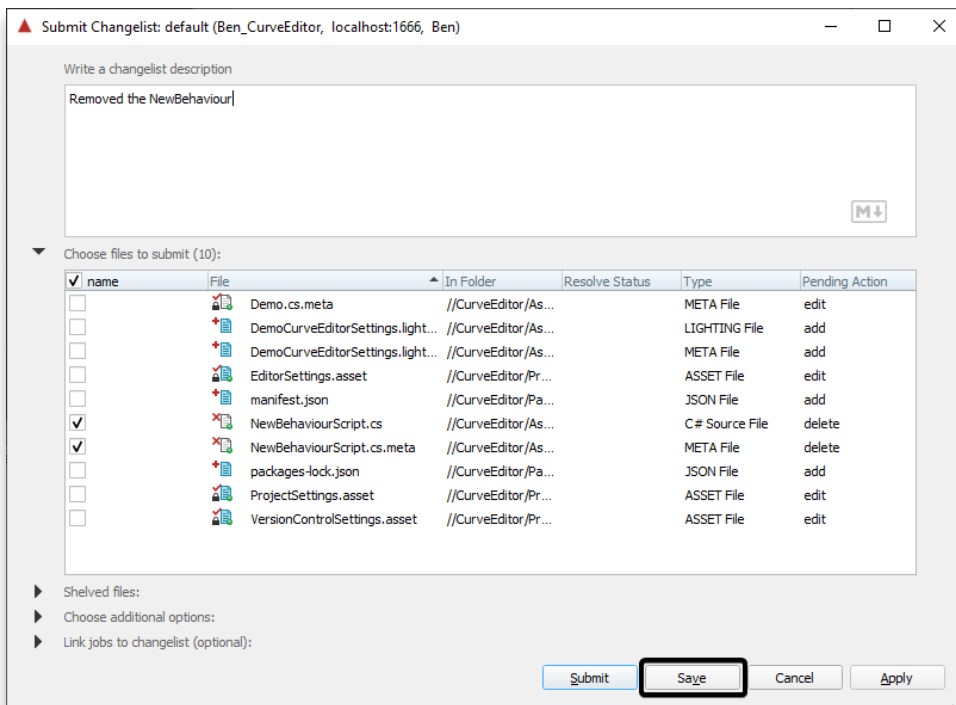 Submit Changelist: default (Ben_CurveEditor, localhost:1666, Ben)
Write a changelist description
Removed the NewBehaviour
M
Choose files to submit (10):
name File In Folder Resolve Status Type Pending Action
Demo.cs.meta //CurveEditor/As... META File edit
DemoCurveEditorSettings.light... //CurveEditor/As... LIGHTING File add
DemoCurveEditorSettings.light... //CurveEditor/As... META File add
EditorSettings.asset //CurveEditor/Pr... ASSET File edit
manifest.json //CurveEditor/Pa... JSON File add
NewBehaviourScript.cs //CurveEditor/As... C# Source File delete
NewBehaviourScript.cs.meta //CurveEditor/As... META File delete
packages-lock.json //CurveEditor/Pa... JSON File add
ProjectSettings.asset //CurveEditor/Pr... ASSET File edit
VersionControlSettings.asset //CurveEditor/Pr... ASSET File edit
Shelved files:
Choose additional options:
Link jobs to changelist (optional):
Submit Save Cancel Apply